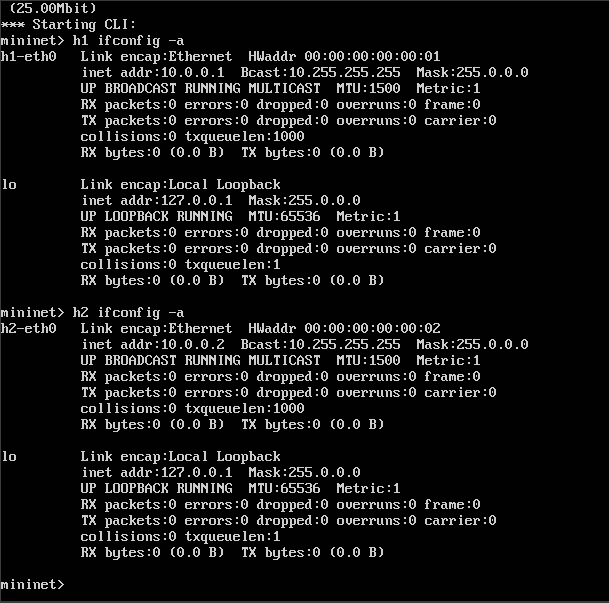 (25.00Mbit)
*** Starting CLI:
mininet> h1 ifconfig -a
h1-eth0   Link encap:Ethernet  HWaddr 00:00:00:00:00:01
          inet addr:10.0.0.1  Bcast:10.255.255.255  Mask:255.0.0.0
          UP BROADCAST RUNNING MULTICAST  MTU:1500  Metric:1
          RX packets:0 errors:0 dropped:0 overruns:0 frame:0
          TX packets:0 errors:0 dropped:0 overruns:0 carrier:0
          collisions:0 txqueuelen:1000
          RX bytes:0 (0.0 B)  TX bytes:0 (0.0 B)

lo        Link encap:Local Loopback
          inet addr:127.0.0.1  Mask:255.0.0.0
          UP LOOPBACK RUNNING  MTU:65536  Metric:1
          RX packets:0 errors:0 dropped:0 overruns:0 frame:0
          TX packets:0 errors:0 dropped:0 overruns:0 carrier:0
          collisions:0 txqueuelen:1
          RX bytes:0 (0.0 B)  TX bytes:0 (0.0 B)

mininet> h2 ifconfig -a
h2-eth0   Link encap:Ethernet  HWaddr 00:00:00:00:00:02
          inet addr:10.0.0.2  Bcast:10.255.255.255  Mask:255.0.0.0
          UP BROADCAST RUNNING MULTICAST  MTU:1500  Metric:1
          RX packets:0 errors:0 dropped:0 overruns:0 frame:0
          TX packets:0 errors:0 dropped:0 overruns:0 carrier:0
          collisions:0 txqueuelen:1000
          RX bytes:0 (0.0 B)  TX bytes:0 (0.0 B)

lo        Link encap:Local Loopback
          inet addr:127.0.0.1  Mask:255.0.0.0
          UP LOOPBACK RUNNING  MTU:65536  Metric:1
          RX packets:0 errors:0 dropped:0 overruns:0 frame:0
          TX packets:0 errors:0 dropped:0 overruns:0 carrier:0
          collisions:0 txqueuelen:1
          RX bytes:0 (0.0 B)  TX bytes:0 (0.0 B)

mininet>